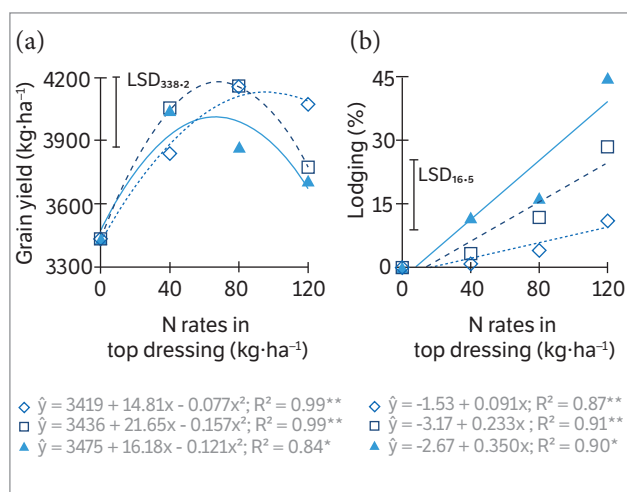 (a)
(b)
4200
3900
3600
3300
Grain yield (kg·ha⁻¹)
LSD₃₃₈.₂
0
40
80
120
N rates in
top dressing (kg·ha⁻¹)
45
30
15
0
Lodging (%)
LSD₁₆.₅
0
40
80
120
N rates in
top dressing (kg·ha⁻¹)
ŷ = 3419 + 14.81x - 0.077x²; R² = 0.99**
ŷ = 3436 + 21.65x - 0.157x²; R² = 0.99**
ŷ = 3475 + 16.18x - 0.121x²; R² = 0.84*
ŷ = -1.53 + 0.091x; R² = 0.87**
ŷ = -3.17 + 0.233x; R² = 0.91**
ŷ = -2.67 + 0.350x; R² = 0.90*